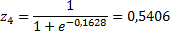 z₄ = 1 / (1 + e^(−0,1628)) = 0,5406